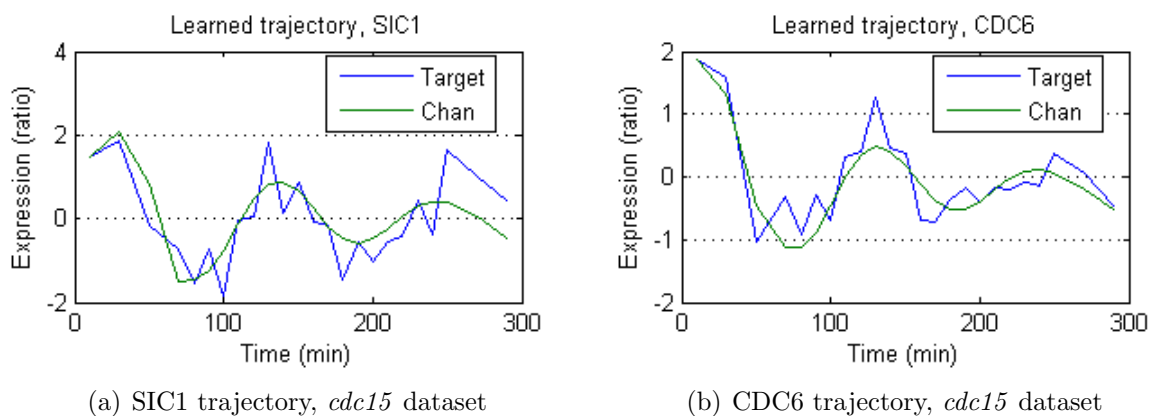 Learned trajectory, SIC1
4
2
0
-2
Expression (ratio)
Target
Chan
0
100
200
300
Time (min)
(a) SIC1 trajectory, cdc15 dataset
Learned trajectory, CDC6
2
1
0
-1
-2
Expression (ratio)
Target
Chan
0
100
200
300
Time (min)
(b) CDC6 trajectory, cdc15 dataset